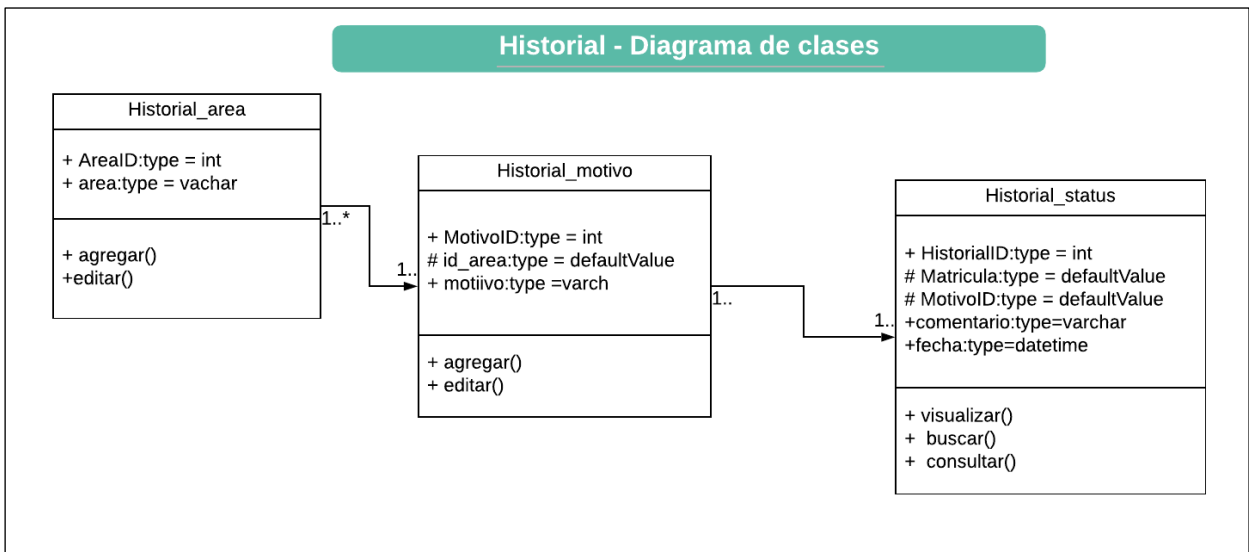 Historial - Diagrama de clases
Historial_area
+ AreaID:type = int
+ area:type = vachar
+ agregar()
+editar()
1..*
1..
Historial_motivo
+ MotivoID:type = int
# id_area:type = defaultValue
+ motiivo:type =varch
+ agregar()
+ editar()
1..
1..
Historial_status
+ HistorialID:type = int
# Matricula:type = defaultValue
# MotivoID:type = defaultValue
+comentario:type=varchar
+fecha:type=datetime
+ visualizar()
+ buscar()
+ consultar()